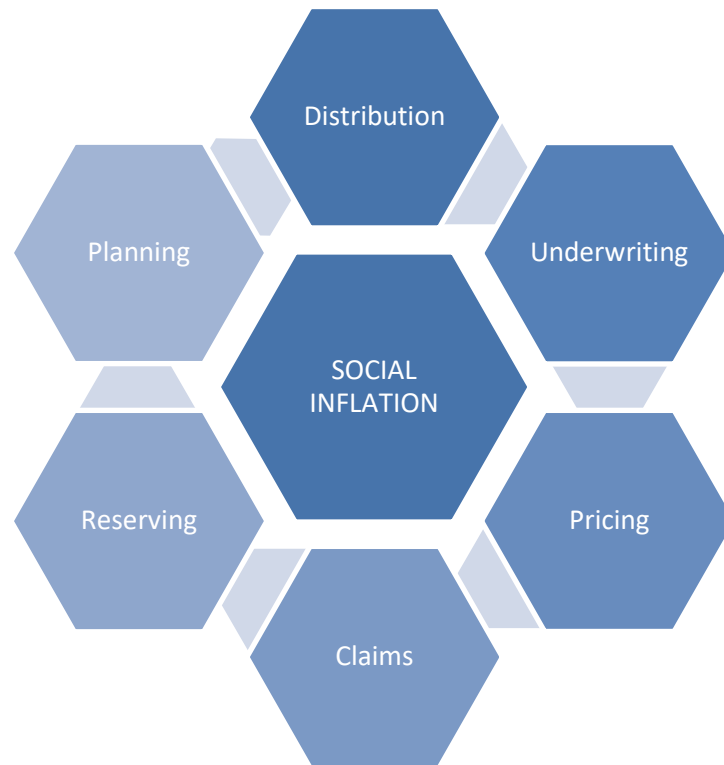 Distribution
Planning
Underwriting
SOCIAL
INFLATION
Reserving
Pricing
Claims